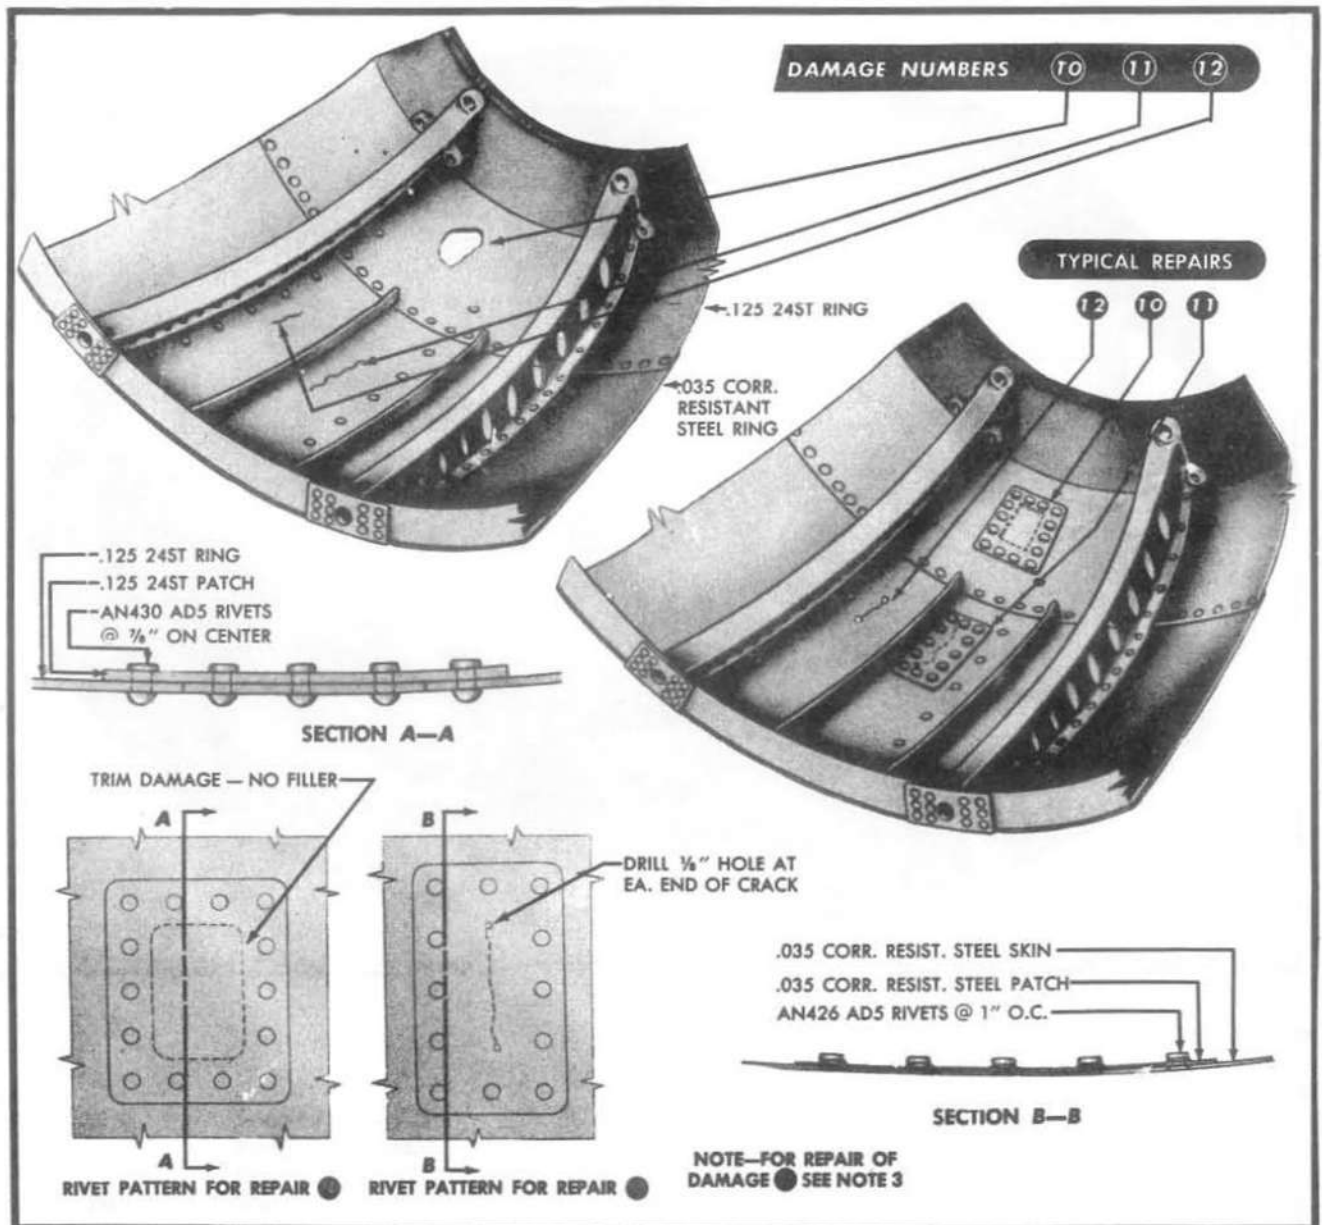 DAMAGE NUMBERS 10 11 12
TYPICAL REPAIRS
12 10 11
.125 24ST RING
.035 CORR.
RESISTANT
STEEL RING
.125 24ST RING
.125 24ST PATCH
AN430 AD5 RIVETS
@ ⅞" ON CENTER
SECTION A—A
TRIM DAMAGE — NO FILLER
A
B
DRILL ⅛" HOLE AT
EA. END OF CRACK
.035 CORR. RESIST. STEEL SKIN
.035 CORR. RESIST. STEEL PATCH
AN426 AD5 RIVETS @ 1" O.C.
SECTION B—B
A
B
RIVET PATTERN FOR REPAIR
RIVET PATTERN FOR REPAIR
NOTE—FOR REPAIR OF
DAMAGE SEE NOTE 3